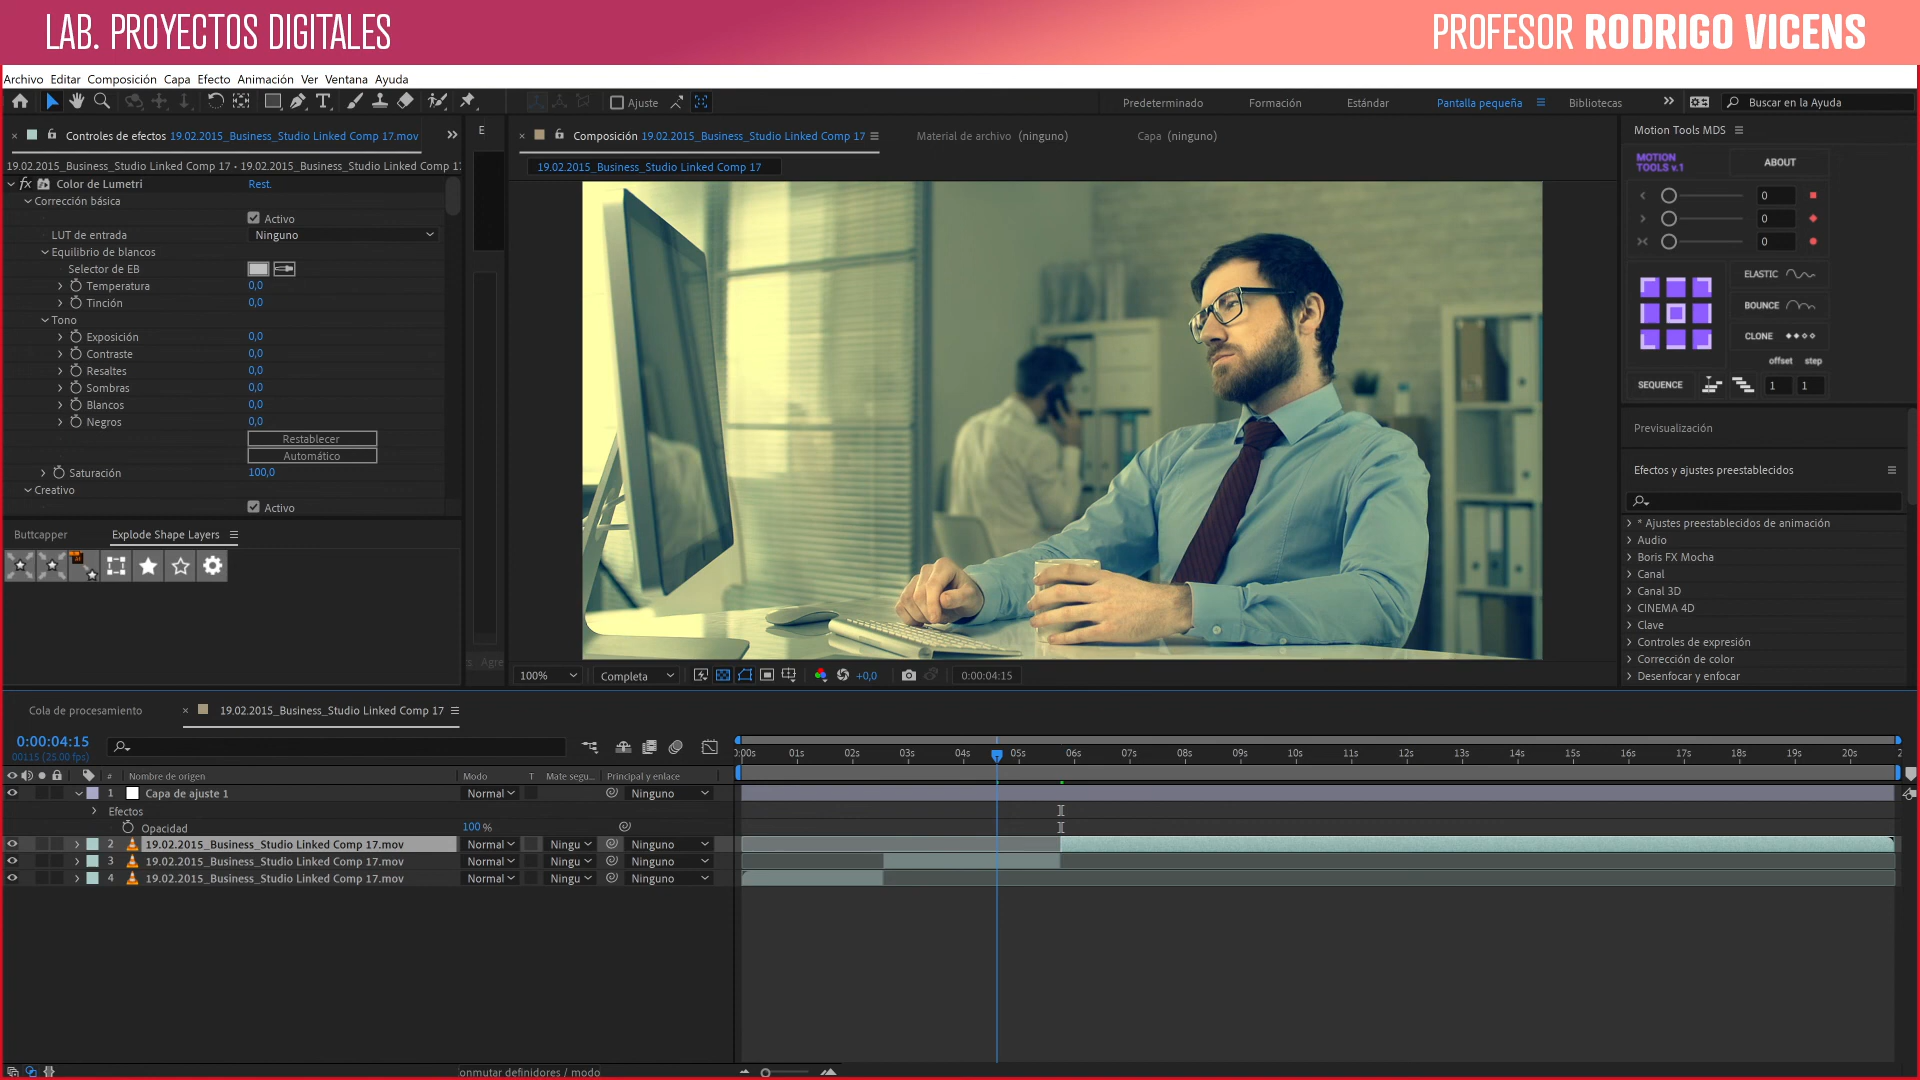 LAB. PROYECTOS DIGITALES
PROFESOR RODRIGO VICENS
Archivo Editar Composición Capa Efecto Animación Ver Ventana Ayuda
Ajuste
Predeterminado Formación Estándar Pantalla pequeña Bibliotecas Buscar en la Ayuda
Controles de efectos 19.02.2015_Business_Studio Linked Comp 17.mov
E
Composición 19.02.2015_Business_Studio Linked Comp 17
Material de archivo (ninguno)
Capa (ninguno)
Motion Tools MDS
19.02.2015_Business_Studio Linked Comp 17 • 19.02.2015_Business_Studio Linked Comp 17
19.02.2015_Business_Studio Linked Comp 17
MOTION TOOLS v.1
ABOUT
fx Color de Lumetri Rest.
Corrección básica
Activo
LUT de entrada Ninguno
Equilibrio de blancos
Selector de EB
Temperatura 0,0
Tinción 0,0
Tono
Exposición 0,0
Contraste 0,0
Resaltes 0,0
Sombras 0,0
Blancos 0,0
Negros 0,0
Restablecer
Automático
Saturación 100,0
Creativo
Activo
0
0
0
ELASTIC
BOUNCE
CLONE
offset step
SEQUENCE 1 1
Previsualización
Efectos y ajustes preestablecidos
* Ajustes preestablecidos de animación
Audio
Boris FX Mocha
Canal
Canal 3D
CINEMA 4D
Clave
Controles de expresión
Corrección de color
Desenfocar y enfocar
Buttcapper Explode Shape Layers
Agre
100% Completa +0,0 0:00:04:15
Cola de procesamiento
19.02.2015_Business_Studio Linked Comp 17
0:00:04:15
00115 (25.00 fps)
0:00s 01s 02s 03s 04s 05s 06s 07s 08s 09s 10s 11s 12s 13s 14s 15s 16s 17s 18s 19s 20s 2
# Nombre de origen Modo T Mate segu... Principal y enlace
1 Capa de ajuste 1 Normal Ninguno
Efectos
Opacidad 100 %
2 19.02.2015_Business_Studio Linked Comp 17.mov Normal Ningu Ninguno
3 19.02.2015_Business_Studio Linked Comp 17.mov Normal Ningu Ninguno
4 19.02.2015_Business_Studio Linked Comp 17.mov Normal Ningu Ninguno
onmutar definidores / modo